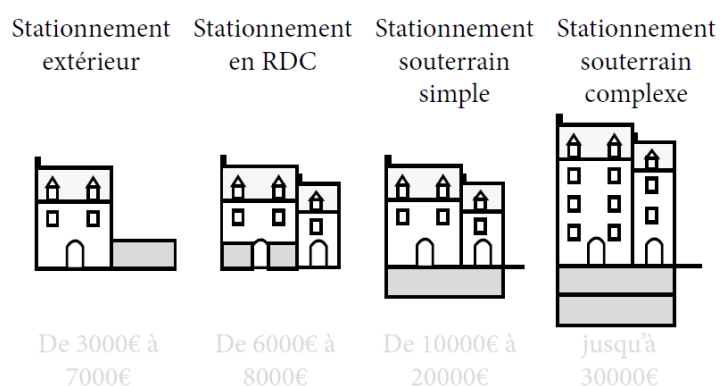 Stationnement extérieur
Stationnement en RDC
Stationnement souterrain simple
Stationnement souterrain complexe
De 3000€ à 7000€
De 6000€ à 8000€
De 10000€ à 20000€
jusqu'à 30000€